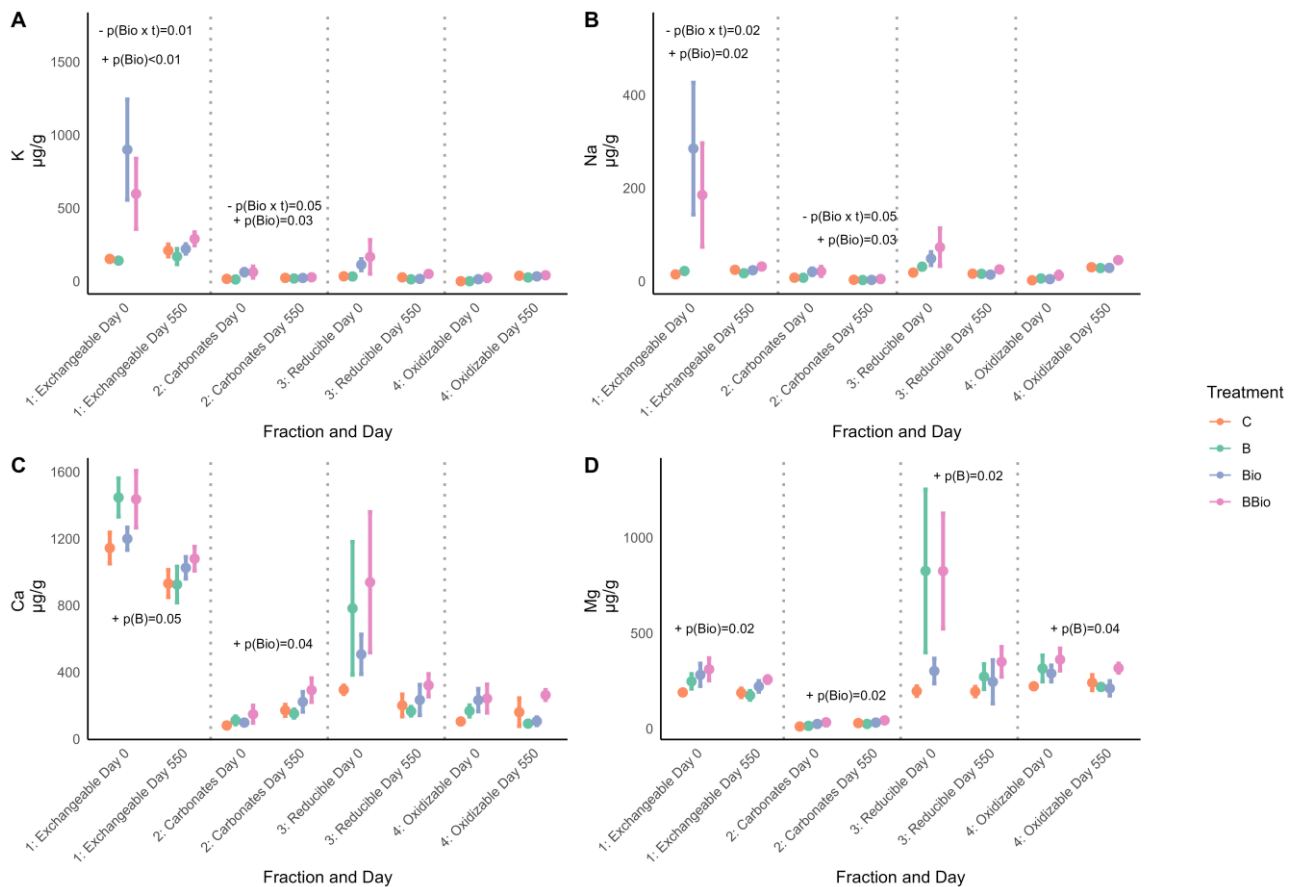 A
- p(Bio x t)=0.01
+ p(Bio)<0.01
- p(Bio x t)=0.05
+ p(Bio)=0.03
K
µg/g
1500
1000
500
0
1: Exchangeable Day 0
1: Exchangeable Day 550
2: Carbonates Day 0
2: Carbonates Day 550
3: Reducible Day 0
3: Reducible Day 550
4: Oxidizable Day 0
4: Oxidizable Day 550
Fraction and Day
B
- p(Bio x t)=0.02
+ p(Bio)=0.02
- p(Bio x t)=0.05
+ p(Bio)=0.03
Na
µg/g
400
200
0
1: Exchangeable Day 0
1: Exchangeable Day 550
2: Carbonates Day 0
2: Carbonates Day 550
3: Reducible Day 0
3: Reducible Day 550
4: Oxidizable Day 0
4: Oxidizable Day 550
Fraction and Day
Treatment
C
B
Bio
BBio
C
+ p(B)=0.05
+ p(Bio)=0.04
Ca
µg/g
1600
1200
800
400
0
1: Exchangeable Day 0
1: Exchangeable Day 550
2: Carbonates Day 0
2: Carbonates Day 550
3: Reducible Day 0
3: Reducible Day 550
4: Oxidizable Day 0
4: Oxidizable Day 550
Fraction and Day
D
+ p(B)=0.02
+ p(Bio)=0.02
+ p(B)=0.04
+ p(Bio)=0.02
Mg
µg/g
1000
500
0
1: Exchangeable Day 0
1: Exchangeable Day 550
2: Carbonates Day 0
2: Carbonates Day 550
3: Reducible Day 0
3: Reducible Day 550
4: Oxidizable Day 0
4: Oxidizable Day 550
Fraction and Day